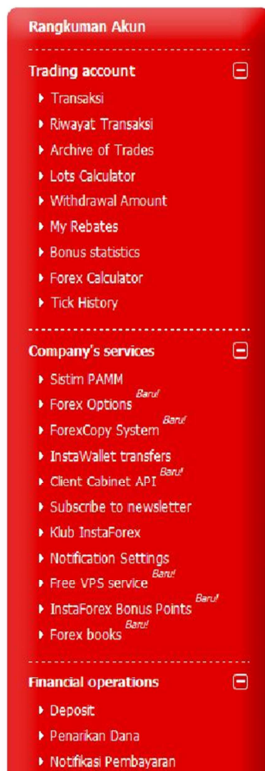 Rangkuman Akun
Trading account
Transaksi
Riwayat Transaksi
Archive of Trades
Lots Calculator
Withdrawal Amount
My Rebates
Bonus statistics
Forex Calculator
Tick History
Company's services
Sistim PAMM
Forex Options Baru!
ForexCopy System Baru!
InstaWallet transfers
Client Cabinet API Baru!
Subscribe to newsletter
Klub InstaForex
Notification Settings
Free VPS service Baru!
InstaForex Bonus Points Baru!
Forex books Baru!
Financial operations
Deposit
Penarikan Dana
Notifikasi Pembayaran